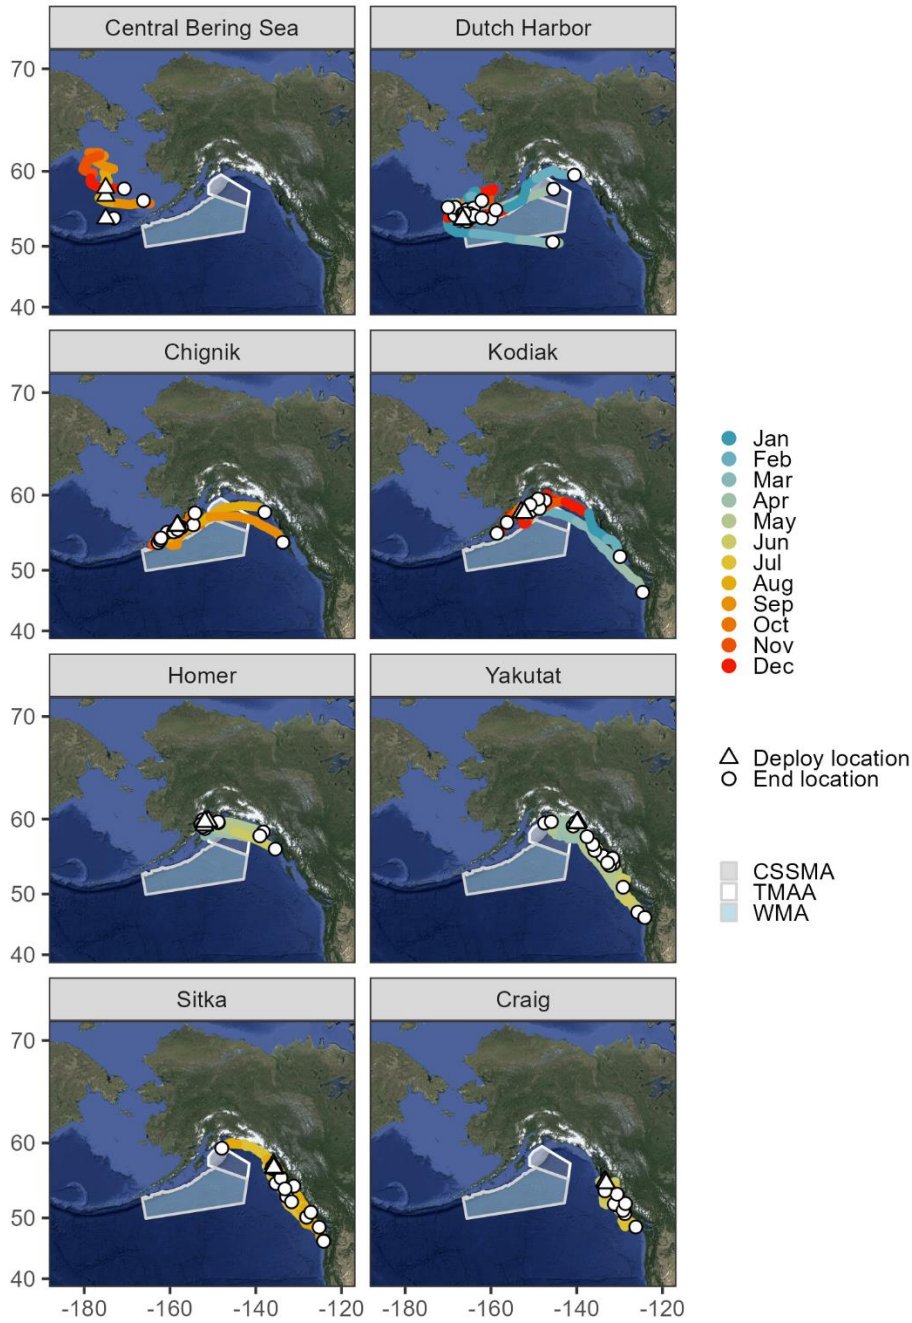 Central Bering Sea
Dutch Harbor
70
60
50
40
Chignik
Kodiak
70
60
50
40
Jan
Feb
Mar
Apr
May
Jun
Jul
Aug
Sep
Oct
Nov
Dec
Homer
Yakutat
70
60
50
40
Deploy location
End location
CSSMA
TMAA
WMA
Sitka
Craig
70
60
50
40
-180 -160 -140 -120 -180 -160 -140 -120